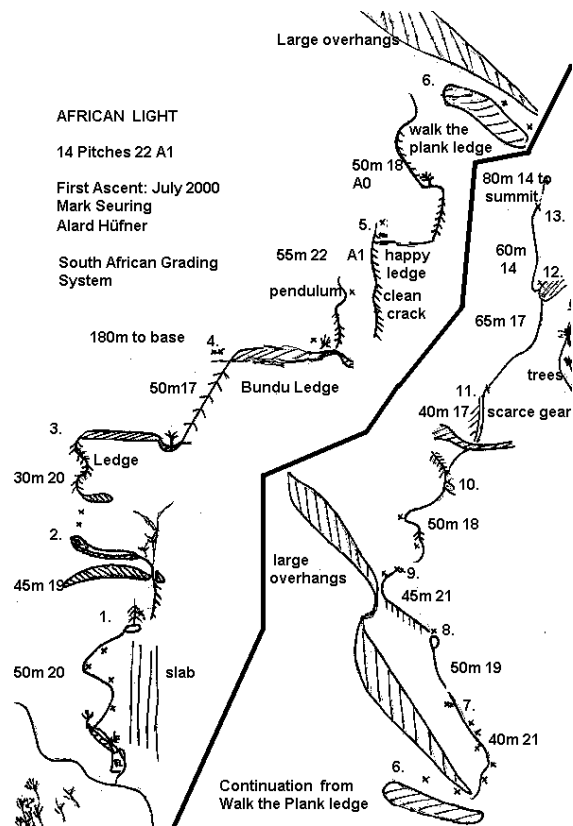 Large overhangs
6.
walk the
plank ledge
AFRICAN LIGHT
14 Pitches 22 A1
First Ascent: July 2000
Mark Seuring
Alard Hüfner
South African Grading
System
50m 18
A0
5.
55m 22
A1
happy
ledge
pendulum
clean
crack
180m to base
4.
50m17
Bundu Ledge
3.
Ledge
30m 20
2.
45m 19
1.
50m 20
slab
80m 14 to
summit
13.
60m
14
12.
65m 17
trees
11.
40m 17
scarce gear
10.
50m 18
large
overhangs
9.
45m 21
8.
50m 19
7.
40m 21
6.
Continuation from
Walk the Plank ledge